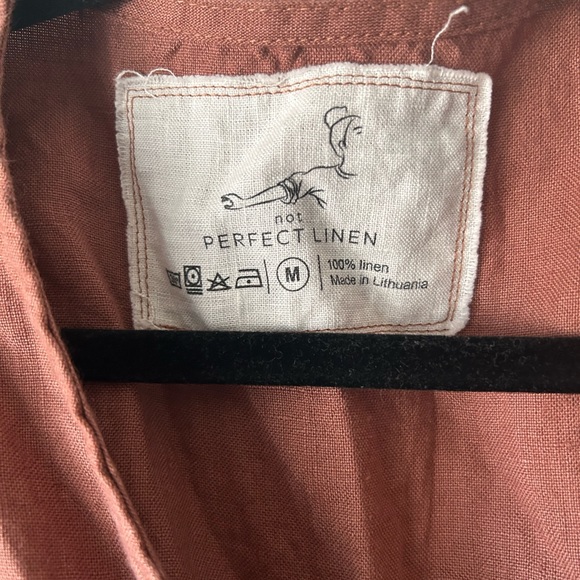 not
PERFECT LINEN
M
100% linen
Made in Lithuania